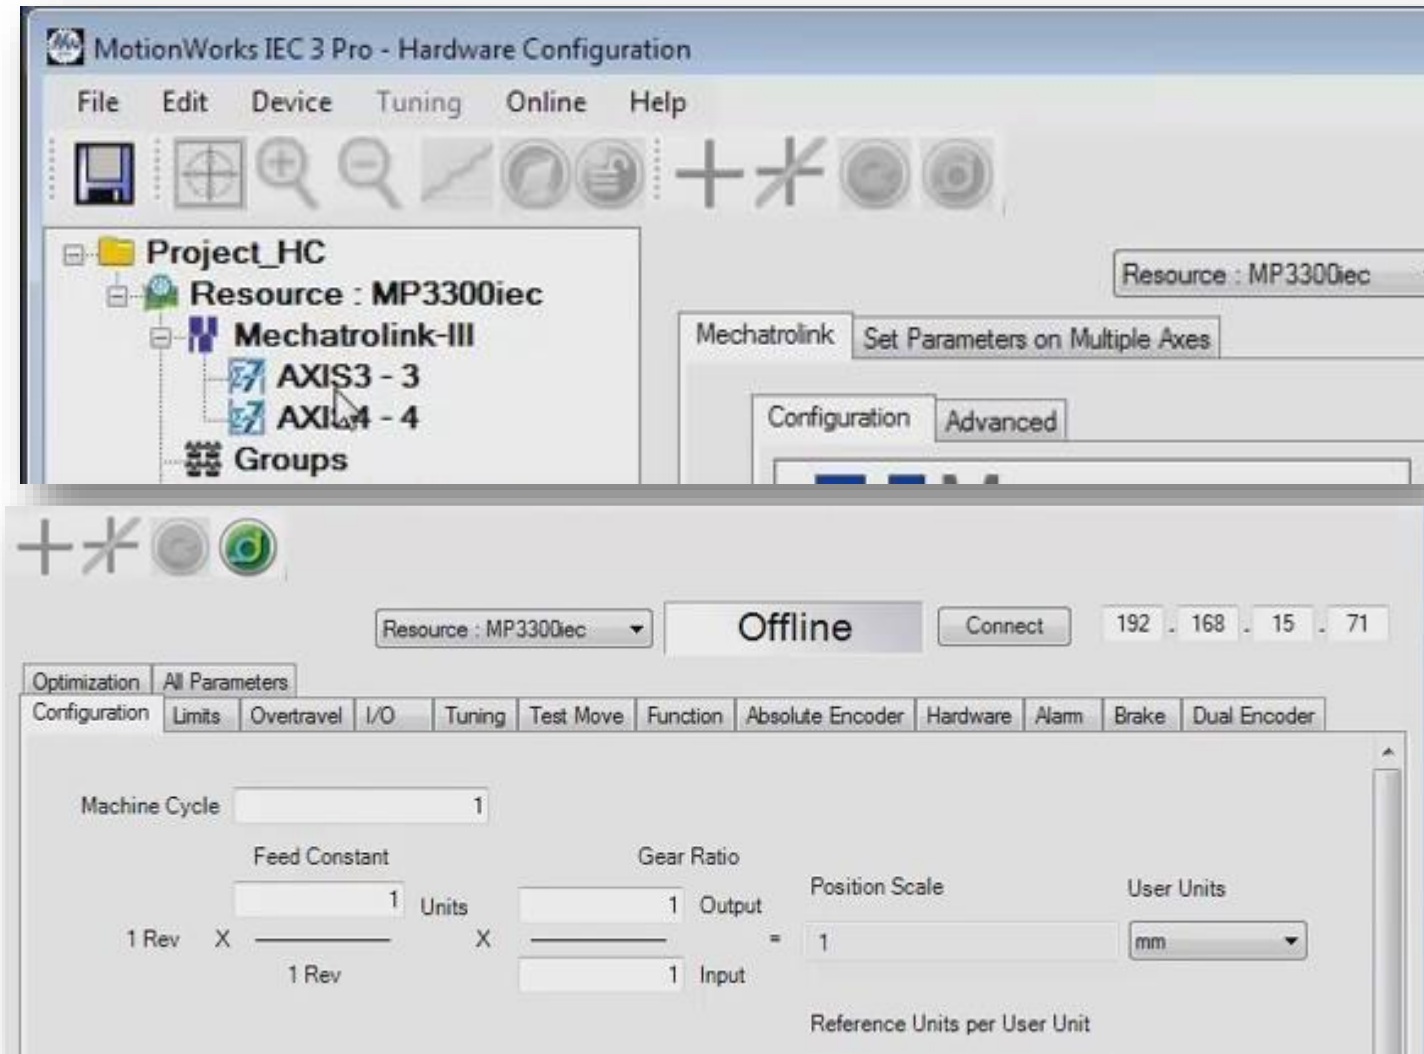 MotionWorks IEC 3 Pro - Hardware Configuration
File Edit Device Tuning Online Help
Project_HC
Resource : MP3300iec
Resource : MP3300iec
Mechatrolink-III
Mechatrolink Set Parameters on Multiple Axes
AXIS3 - 3
AXIS4 - 4
Configuration Advanced
Groups
Resource : MP3300iec Offline Connect 192 . 168 . 15 . 71
Optimization All Parameters
Configuration Limits Overtravel I/O Tuning Test Move Function Absolute Encoder Hardware Alarm Brake Dual Encoder
Machine Cycle 1
Feed Constant Gear Ratio
Position Scale User Units
1 Units 1 Output
1 Rev X X = 1 mm
1 Rev 1 Input
Reference Units per User Unit